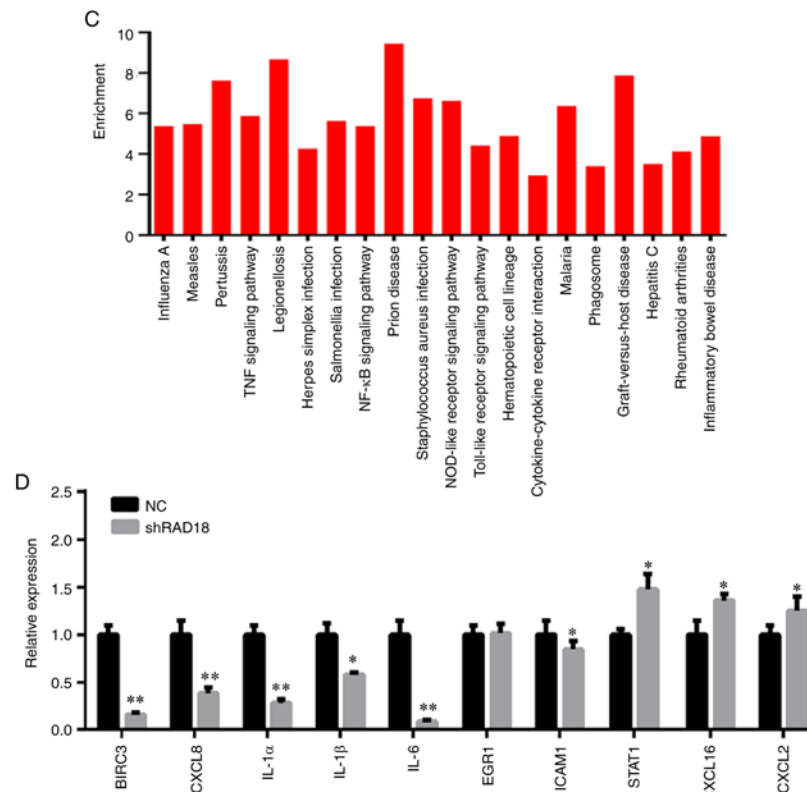 C
10
8
6
4
2
0
Enrichment
Influenza A
Measles
Pertussis
TNF signaling pathway
Legionellosis
Herpes simplex infection
Salmonellia infection
NF-κB signaling pathway
Prion disease
Staphylococcus aureus infection
NOD-like receptor signaling pathway
Toll-like receptor signaling pathway
Hematopoietic cell lineage
Cytokine-cytokine receptor interaction
Malaria
Phagosome
Graft-versus-host disease
Hepatitis C
Rheumatoid arthrities
Inflammatory bowel disease
D
2.5
2.0
1.5
1.0
0.5
0.0
Relative expression
NC
shRAD18
**
**
**
*
**
*
*
*
*
BIRC3
CXCL8
IL-1α
IL-1β
IL-6
EGR1
ICAM1
STAT1
CXCL16
CXCL2